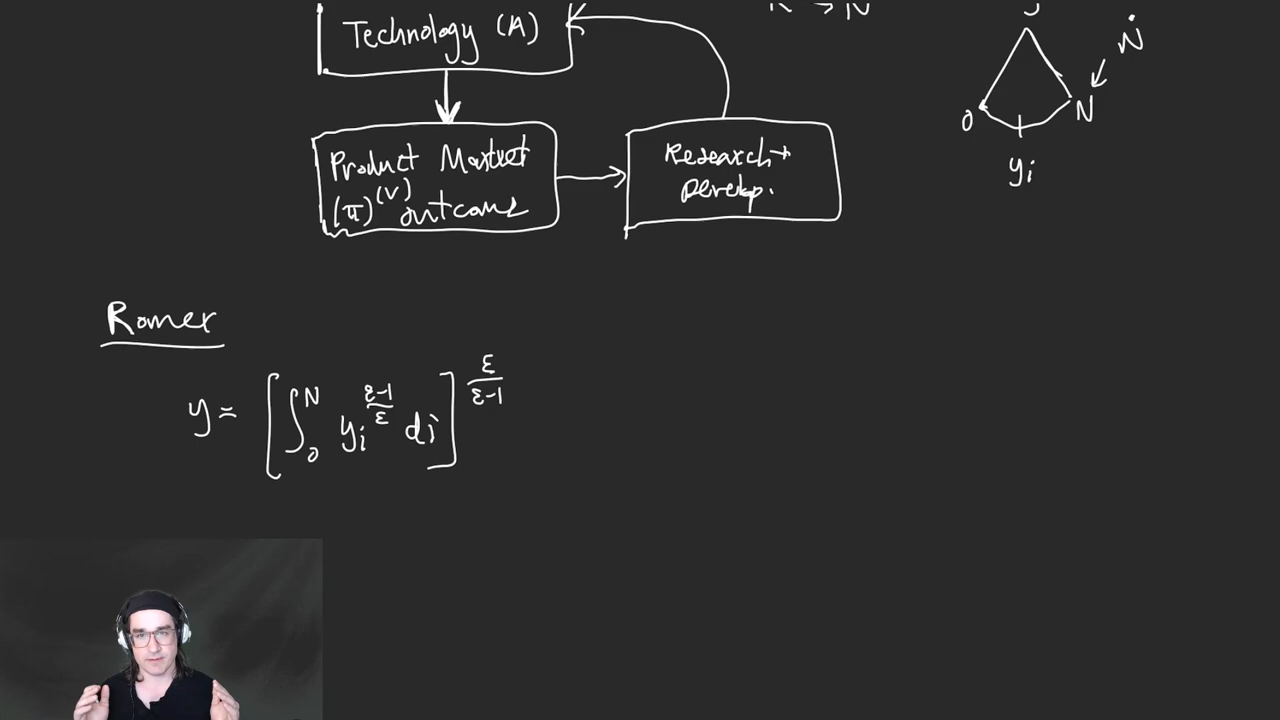 Technology (A)
Product Market
(π)^(V) outcome
Research +
Develop.
Ṅ
0
N
yi
Romer
y = [∫₀ᴺ yᵢ^((ε-1)/ε) di]^(ε/(ε-1))